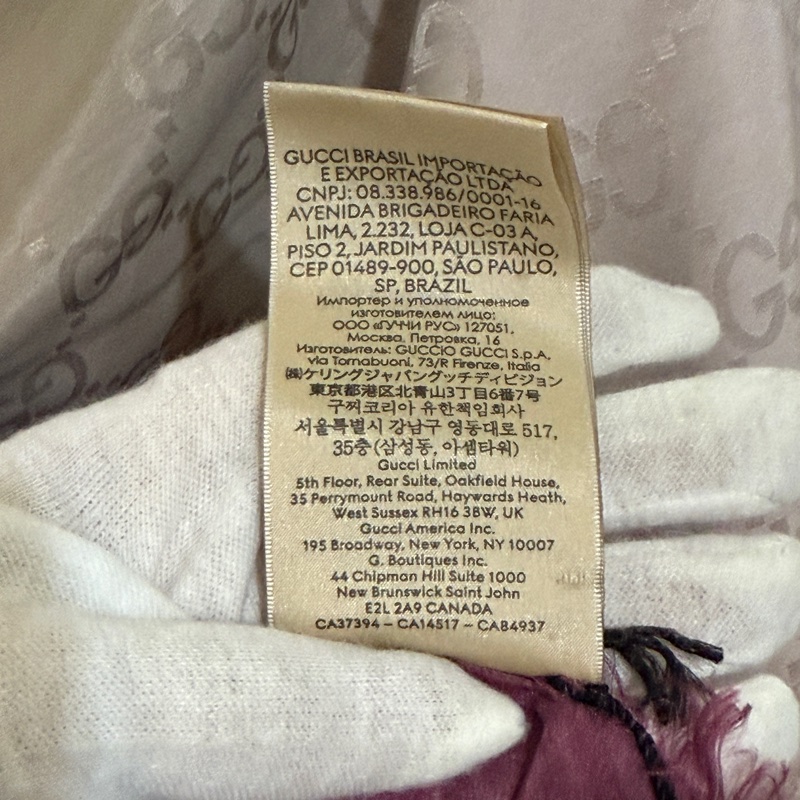 GUCCI BRASIL IMPORTAÇÃO
E EXPORTAÇÃO LTDA
CNPJ: 08.338.986/0001-16
AVENIDA BRIGADEIRO FARIA
LIMA, 2.232, LOJA C-03 A,
PISO 2, JARDIM PAULISTANO,
CEP 01489-900, SÃO PAULO,
SP, BRAZIL
Импортер и уполномоченное
изготовителем лицо:
ООО «ГУЧЧИ РУС» 127051,
Москва, Петровка, 16
Изготовитель: GUCCIO GUCCI S.p.A.
via Tornabuoni, 73/R Firenze, Italia
㈱ケリングジャパングッチディビジョン
東京都港区北青山3丁目6番7号
구찌코리아 유한책임회사
서울특별시 강남구 영동대로 517,
35층(삼성동, 아셈타워)
Gucci Limited
5th Floor, Rear Suite, Oakfield House,
35 Perrymount Road, Haywards Heath,
West Sussex RH16 3BW, UK
Gucci America Inc.
195 Broadway, New York, NY 10007
G. Boutiques Inc.
44 Chipman Hill Suite 1000
New Brunswick Saint John
E2L 2A9 CANADA
CA37394 – CA14517 – CA84937